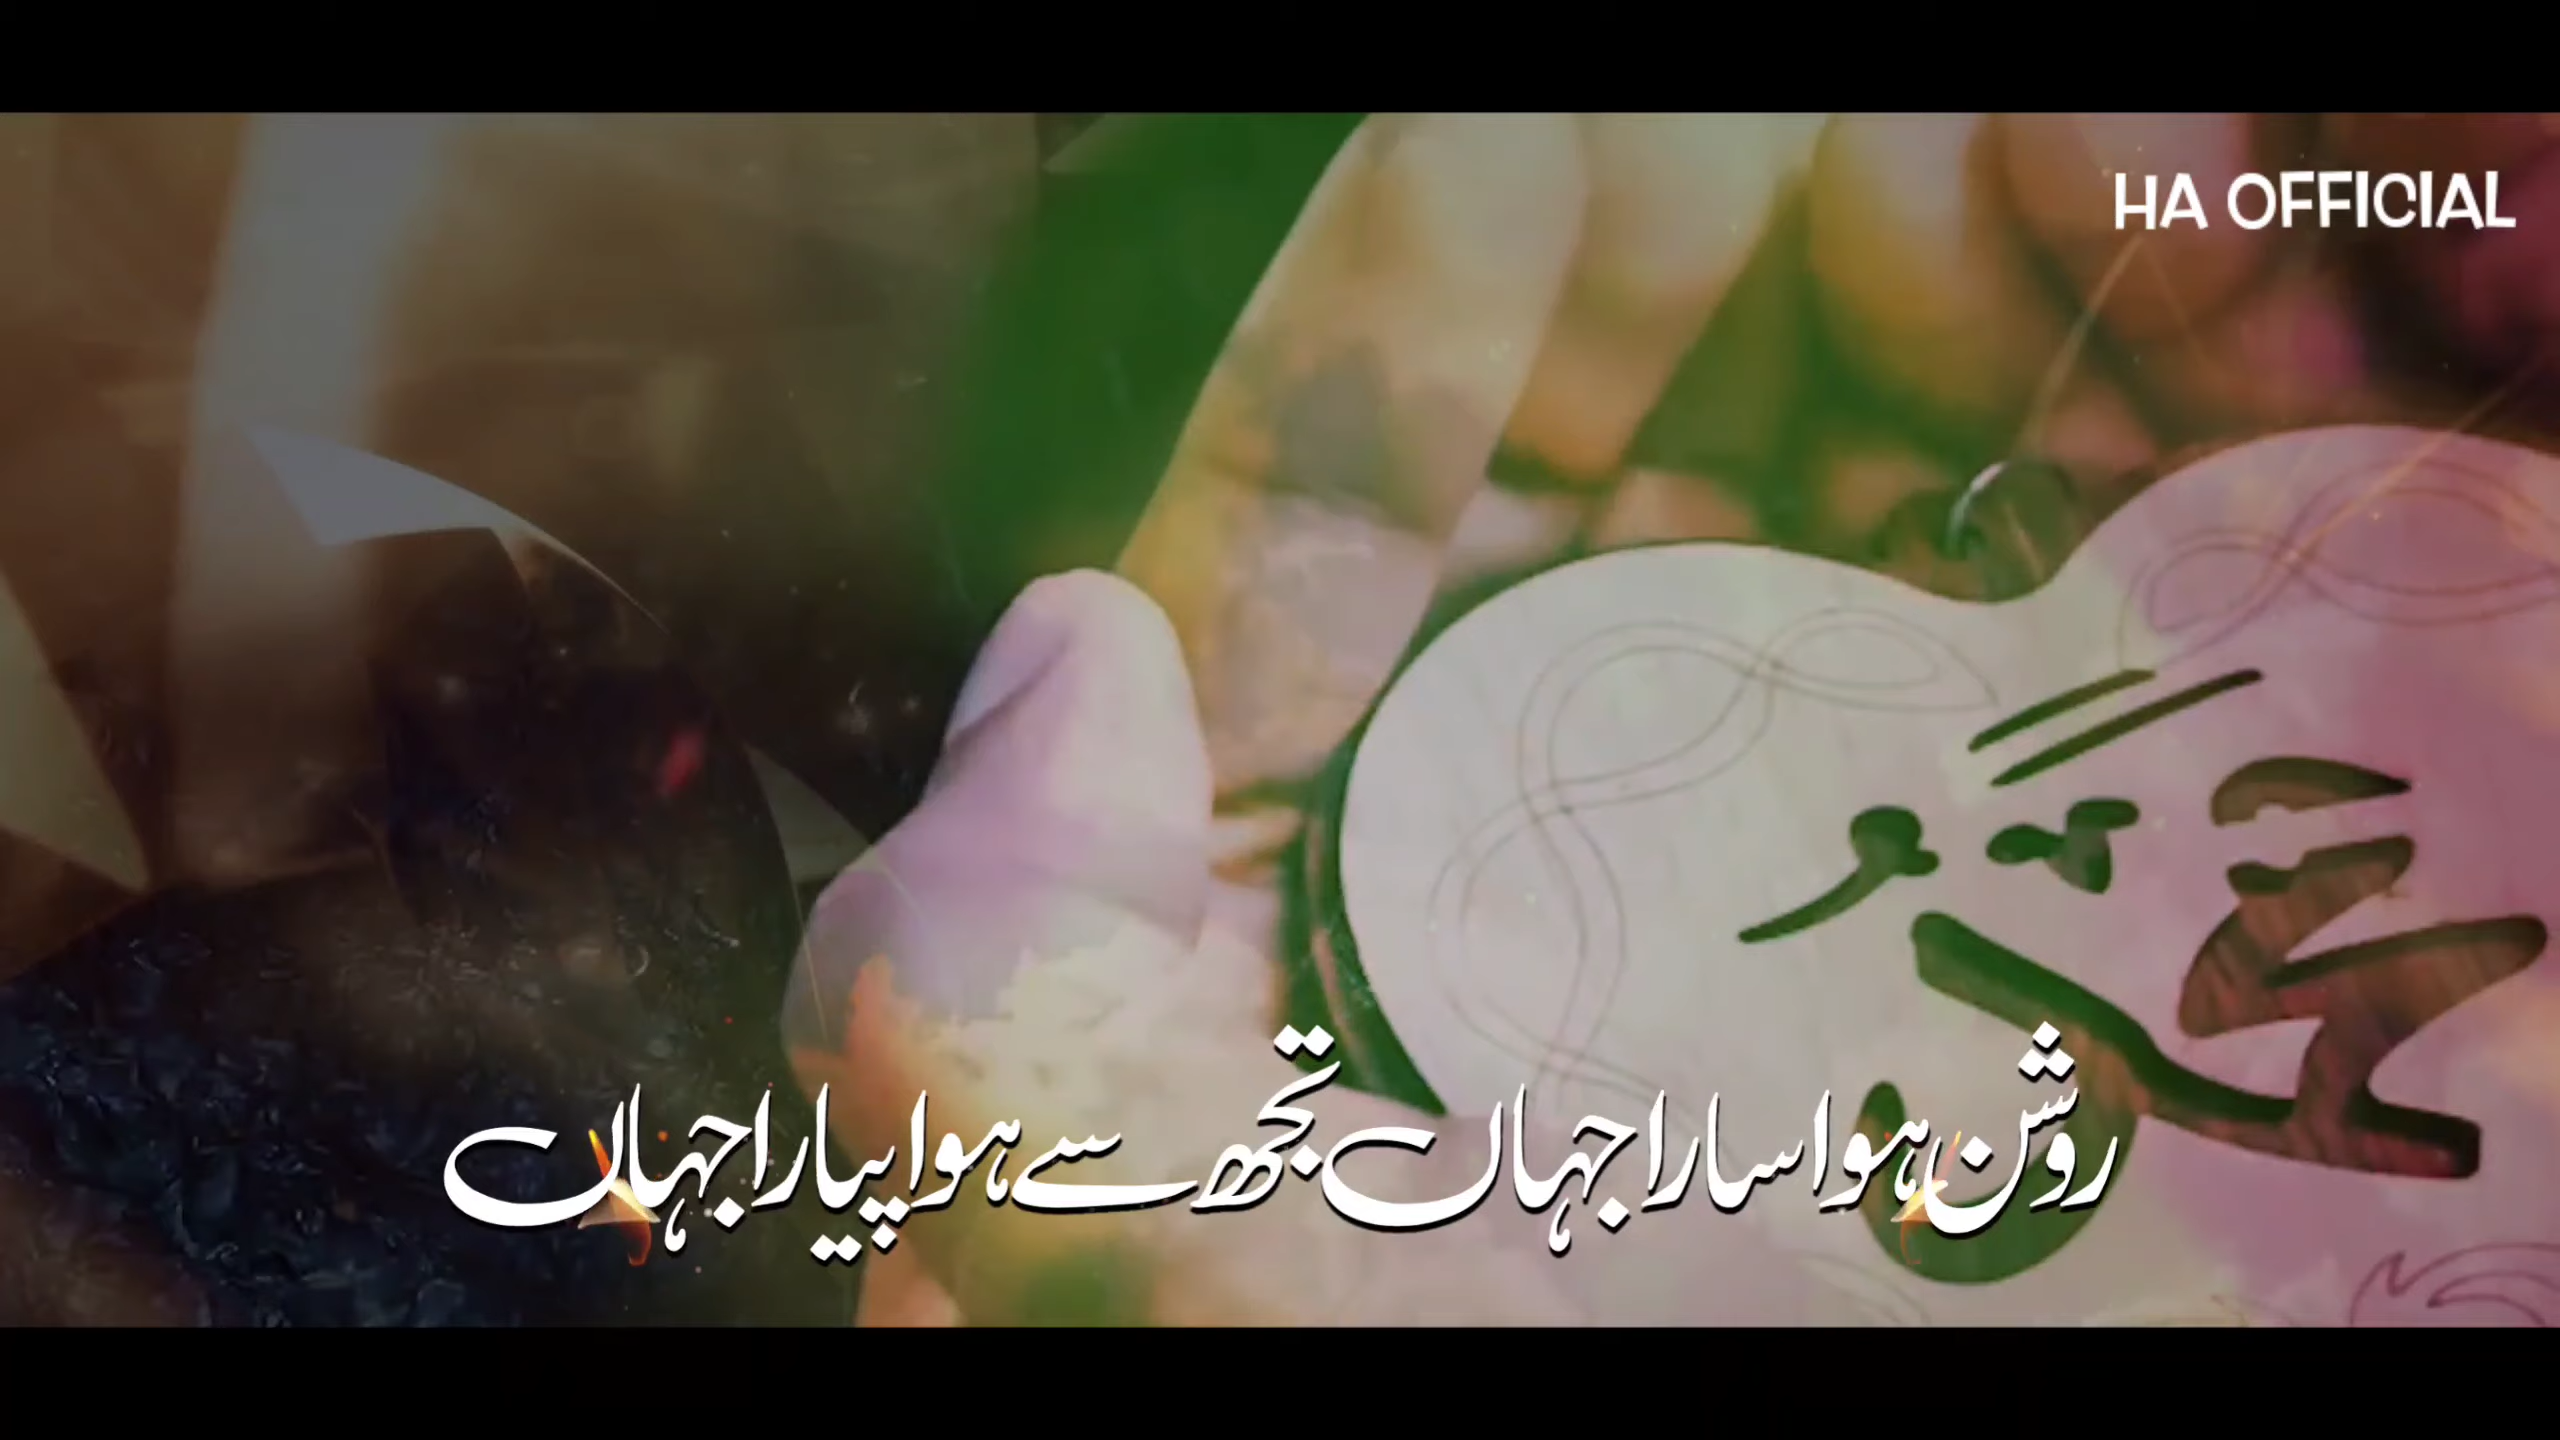 HA OFFICIAL
محمد
روشن ہوا سارا جہاں تجھ سے ہوا پیارا جہاں